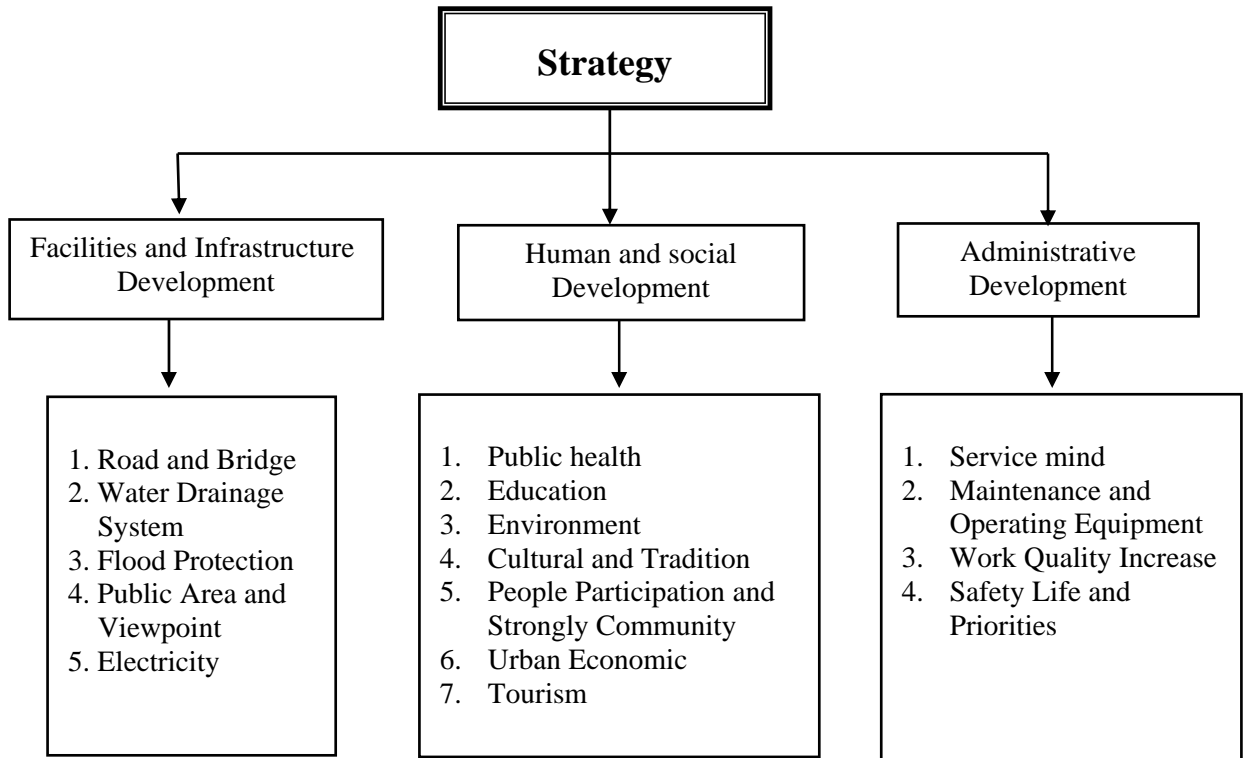 Strategy
Facilities and Infrastructure
Development
Human and social
Development
Administrative
Development
1. Road and Bridge
2. Water Drainage
System
3. Flood Protection
4. Public Area and
Viewpoint
5. Electricity
1. Public health
2. Education
3. Environment
4. Cultural and Tradition
5. People Participation and
Strongly Community
6. Urban Economic
7. Tourism
1. Service mind
2. Maintenance and
Operating Equipment
3. Work Quality Increase
4. Safety Life and
Priorities